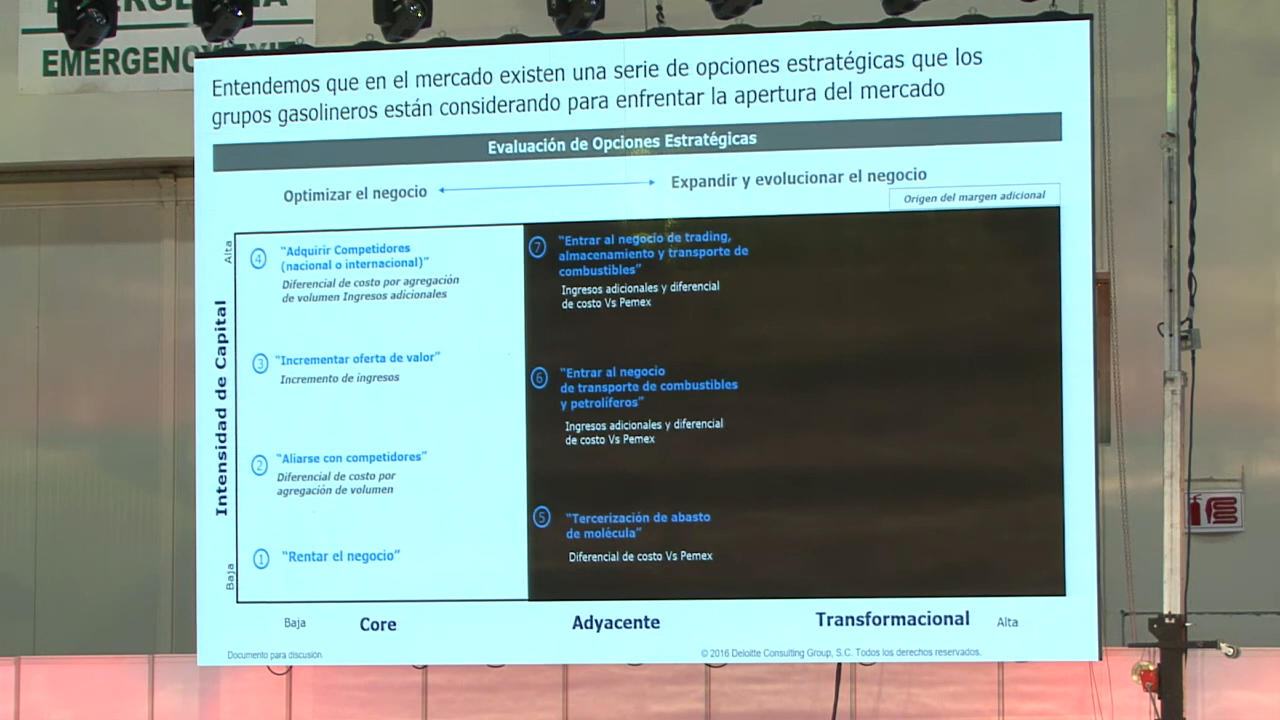 EMERGENCY EXIT
Entendemos que en el mercado existen una serie de opciones estratégicas que los
grupos gasolineros están considerando para enfrentar la apertura del mercado
Evaluación de Opciones Estratégicas
Optimizar el negocio
Expandir y evolucionar el negocio
Origen del margen adicional
Intensidad de Capital
Alta
Baja
4
"Adquirir Competidores
(nacional o internacional)"
Diferencial de costo por agregación
de volumen Ingresos adicionales
3
"Incrementar oferta de valor"
Incremento de ingresos
2
"Aliarse con competidores"
Diferencial de costo por
agregación de volumen
1
"Rentar el negocio"
7
"Entrar al negocio de trading,
almacenamiento y transporte de
combustibles"
Ingresos adicionales y diferencial
de costo Vs Pemex
6
"Entrar al negocio
de transporte de combustibles
y petrolíferos"
Ingresos adicionales y diferencial
de costo Vs Pemex
5
"Tercerización de abasto
de molécula"
Diferencial de costo Vs Pemex
Baja
Core
Adyacente
Transformacional
Alta
Documento para discusión
© 2016 Deloitte Consulting Group, S.C. Todos los derechos reservados.